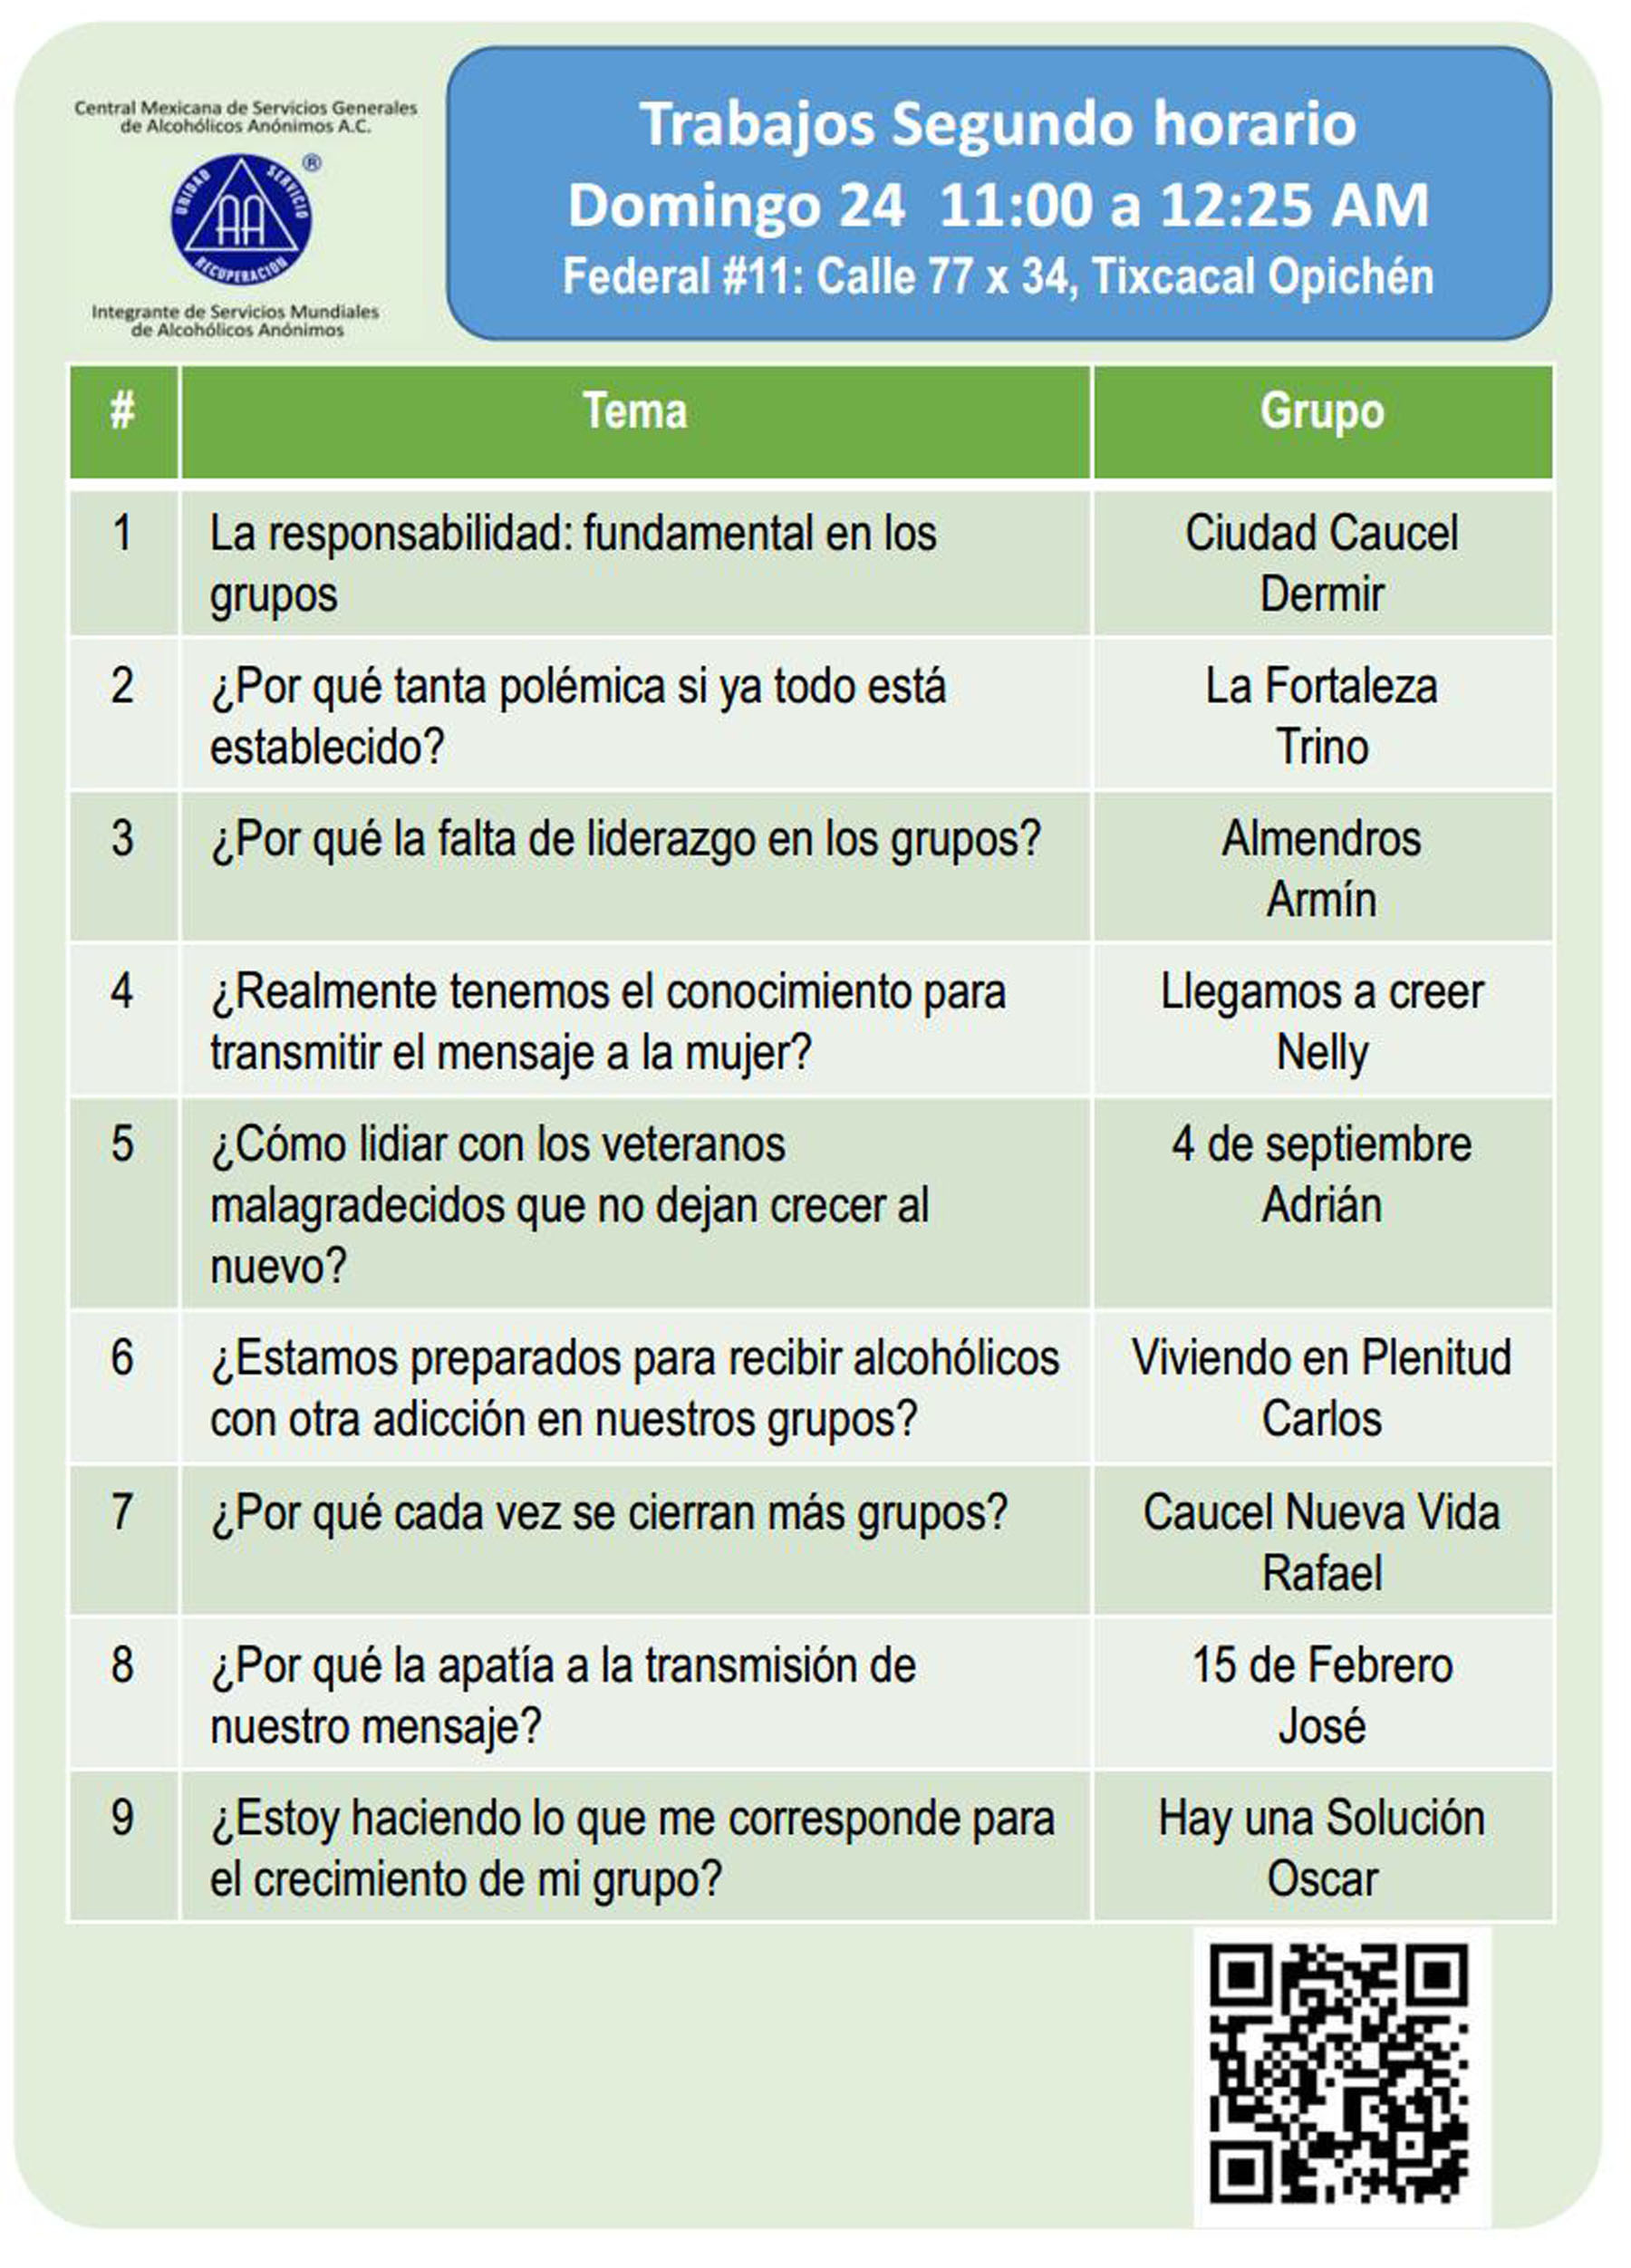 Central Mexicana de Servicios Generales
de Alcohólicos Anónimos A.C.
UNIDAD
SERVICIO
®
AA
RECUPERACION
Integrante de Servicios Mundiales
de Alcohólicos Anónimos
Trabajos Segundo horario
Domingo 24 11:00 a 12:25 AM
Federal #11: Calle 77 x 34, Tixcacal Opichén
# Tema Grupo
1 La responsabilidad: fundamental en los Ciudad Caucel
grupos Dermir
2 ¿Por qué tanta polémica si ya todo está La Fortaleza
establecido? Trino
3 ¿Por qué la falta de liderazgo en los grupos? Almendros
Armín
4 ¿Realmente tenemos el conocimiento para Llegamos a creer
transmitir el mensaje a la mujer? Nelly
5 ¿Cómo lidiar con los veteranos 4 de septiembre
malagradecidos que no dejan crecer al Adrián
nuevo?
6 ¿Estamos preparados para recibir alcohólicos Viviendo en Plenitud
con otra adicción en nuestros grupos? Carlos
7 ¿Por qué cada vez se cierran más grupos? Caucel Nueva Vida
Rafael
8 ¿Por qué la apatía a la transmisión de 15 de Febrero
nuestro mensaje? José
9 ¿Estoy haciendo lo que me corresponde para Hay una Solución
el crecimiento de mi grupo? Oscar